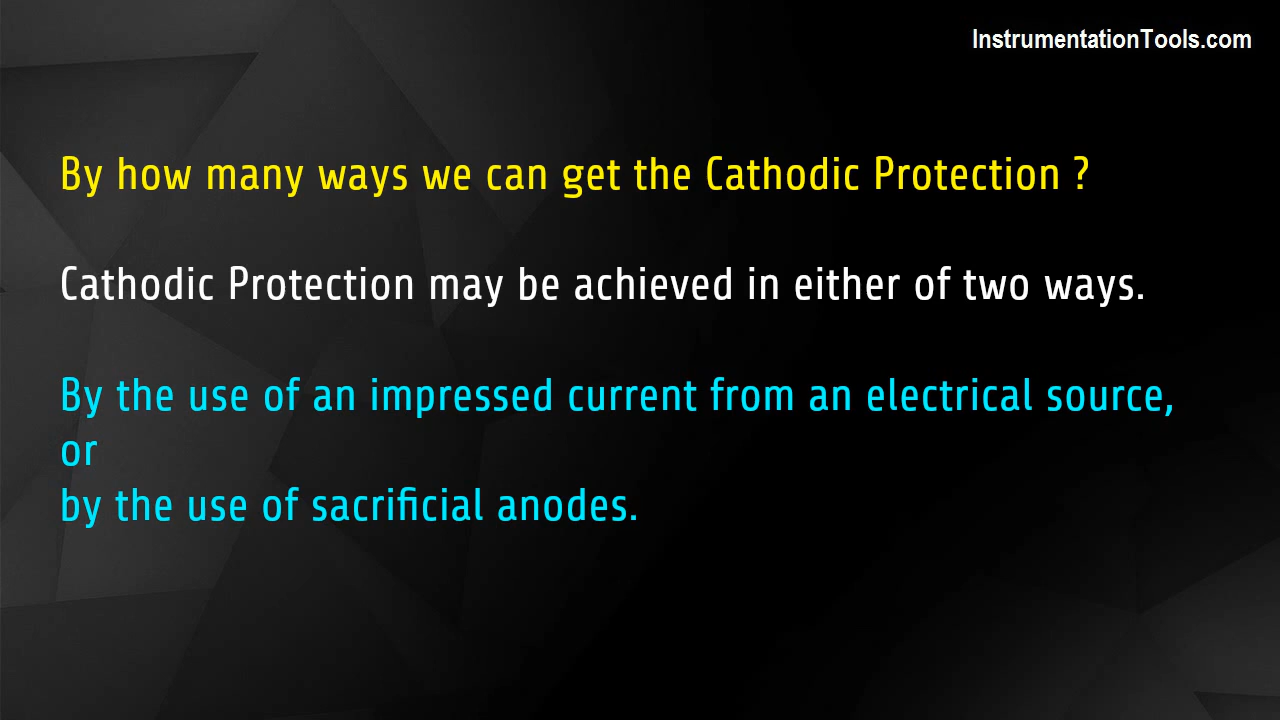 InstrumentationTools.com
By how many ways we can get the Cathodic Protection ?
Cathodic Protection may be achieved in either of two ways.
By the use of an impressed current from an electrical source,
or
by the use of sacrificial anodes.